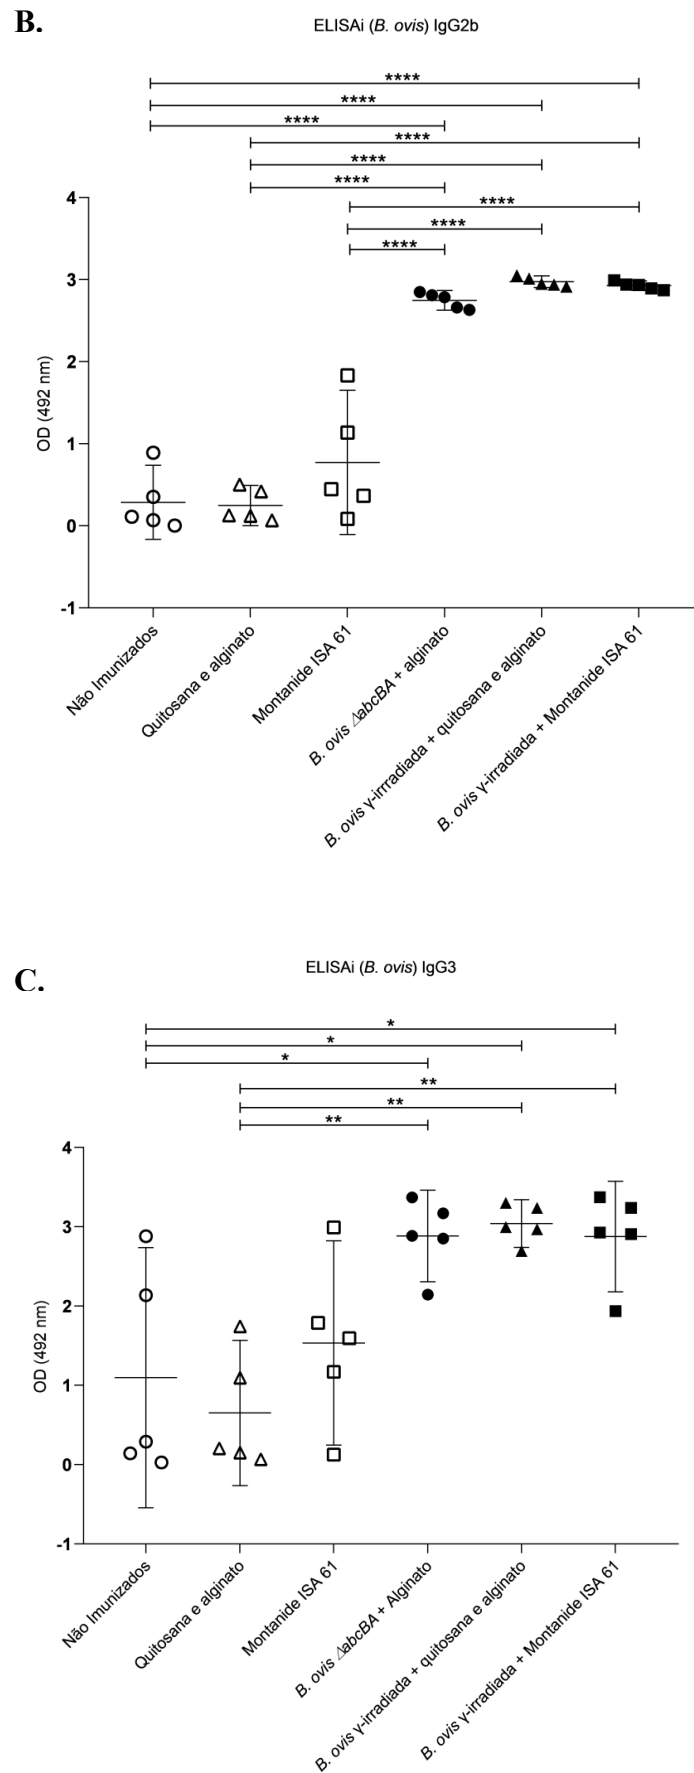 B.
ELISAi (B. ovis) IgG2b
****
****
****
****
****
****
****
****
****
4
3
2
1
0
-1
OD (492 nm)
Não Imunizados
Quitosana e alginato
Montanide ISA 61
B. ovis ΔabcBA + alginato
B. ovis γ-irrradiada + quitosana e alginato
B. ovis γ-irradiada + Montanide ISA 61
C.
ELISAi (B. ovis) IgG3
*
*
*
**
**
**
4
3
2
1
0
-1
OD (492 nm)
Não Imunizados
Quitosana e alginato
Montanide ISA 61
B. ovis ΔabcBA + Alginato
B. ovis γ-irradiada + quitosana e alginato
B. ovis γ-irradiada + Montanide ISA 61